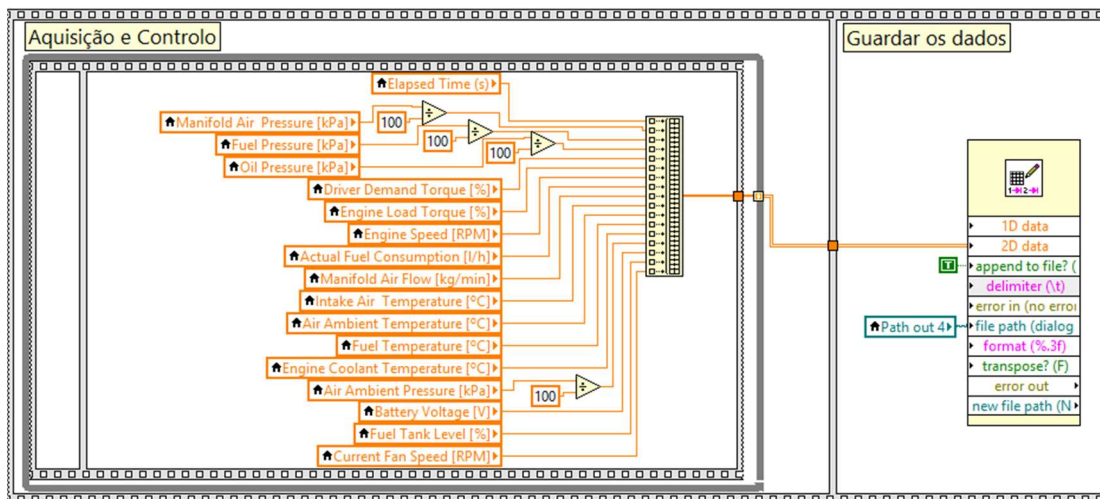 Aquisição e Controlo
Guardar os dados
Elapsed Time (s)
Manifold Air  Pressure [kPa]
100
Fuel Pressure [kPa]
100
Oil Pressure [kPa]
100
Driver Demand Torque [%]
Engine Load Torque [%]
Engine Speed [RPM]
Actual Fuel Consumption [l/h]
Manifold Air Flow [kg/min]
Intake Air  Temperature [ºC]
Air Ambient Temperature [ºC]
Fuel Temperature [ºC]
Engine Coolant Temperature [ºC]
Air Ambient Pressure [kPa]
100
Battery Voltage [V]
Fuel Tank Level [%]
Current Fan Speed [RPM]
1D data
2D data
T
append to file? (
delimiter (\t)
error in (no erro
Path out 4
file path (dialog
format (%.3f)
transpose? (F)
error out
new file path (N